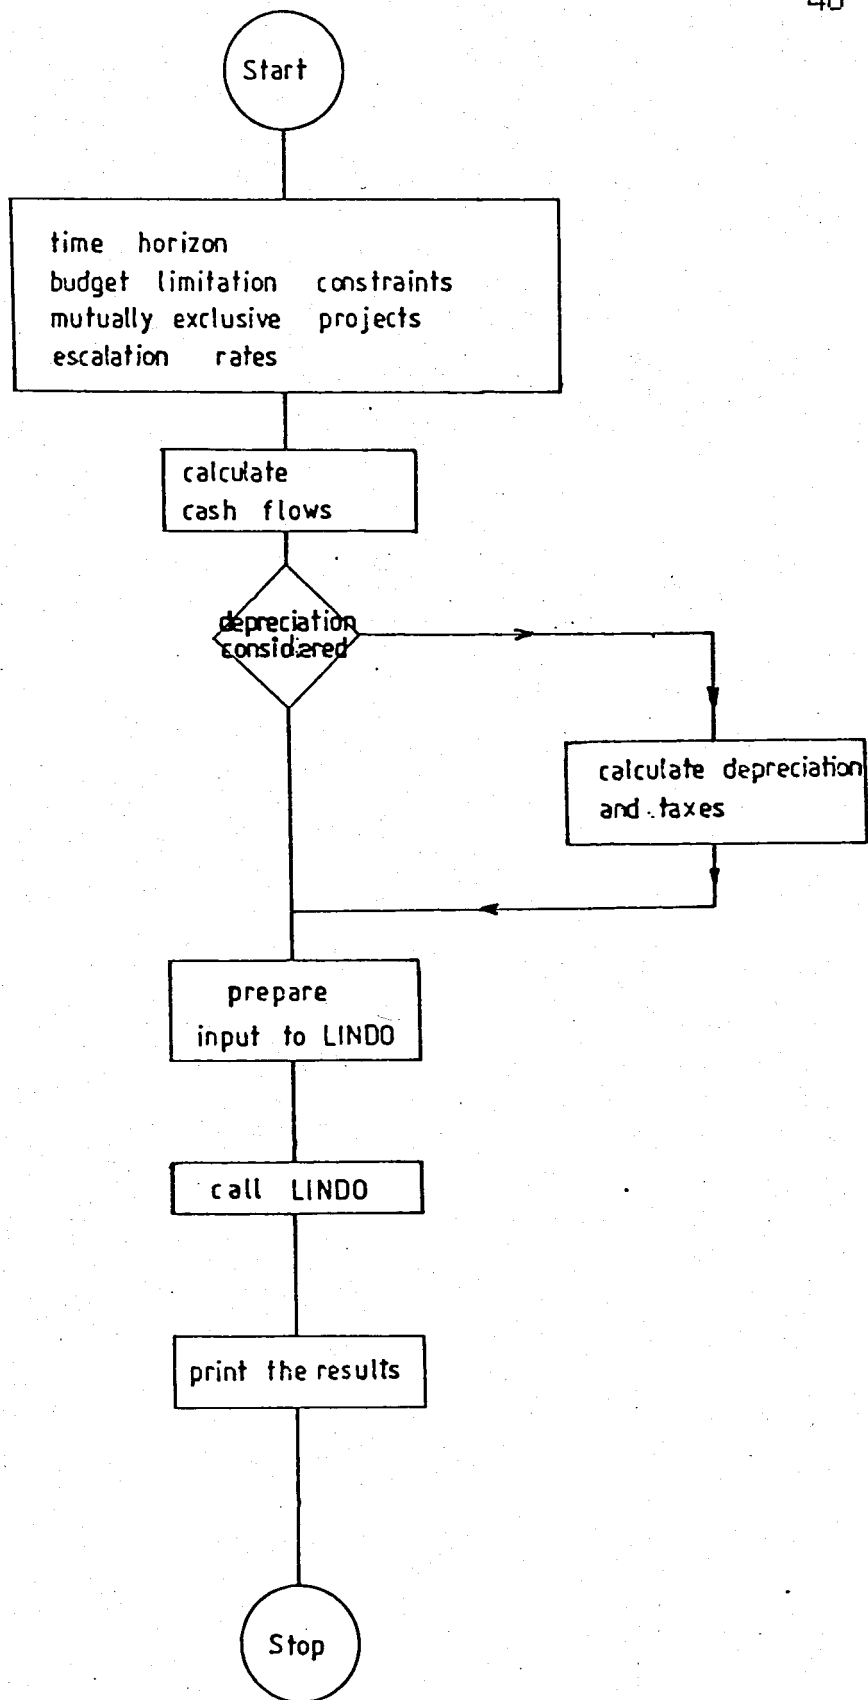 Start
time horizon
budget limitation constraints
mutually exclusive projects
escalation rates
calculate
cash flows
depreciation
considered
calculate depreciation
and taxes
prepare
input to LINDO
call LINDO
print the results
Stop